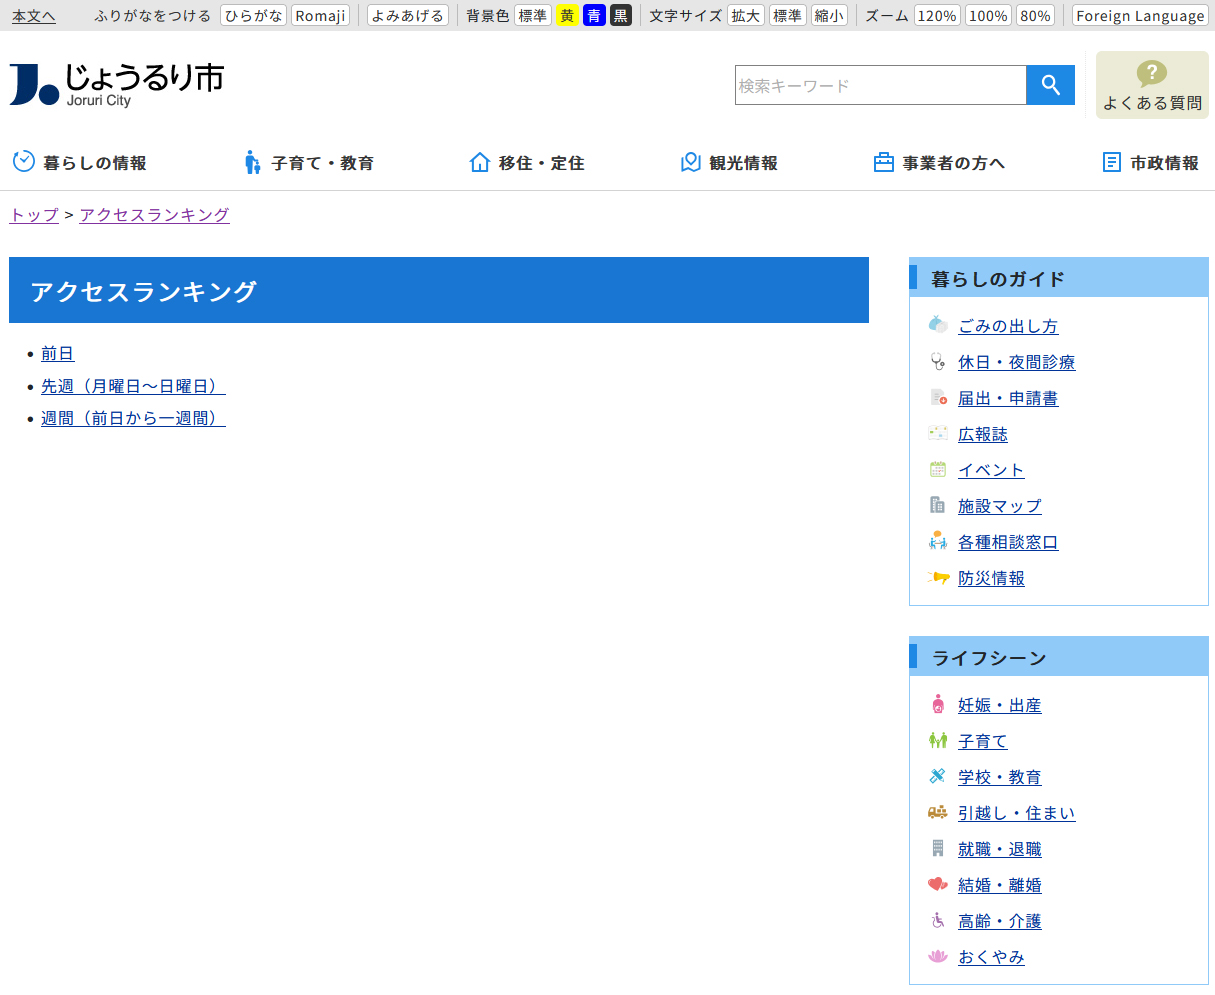 本文へ ふりがなをつける ひらがな Romaji よみあげる 背景色 標準 黄 青 黒 文字サイズ 拡大 標準 縮小 ズーム 120% 100% 80% Foreign Language
じょうるり市
Joruri City
検索キーワード
よくある質問
暮らしの情報 子育て・教育 移住・定住 観光情報 事業者の方へ 市政情報
トップ > アクセスランキング
アクセスランキング
前日
先週（月曜日～日曜日）
週間（前日から一週間）
暮らしのガイド
ごみの出し方
休日・夜間診療
届出・申請書
広報誌
イベント
施設マップ
各種相談窓口
防災情報
ライフシーン
妊娠・出産
子育て
学校・教育
引越し・住まい
就職・退職
結婚・離婚
高齢・介護
おくやみ